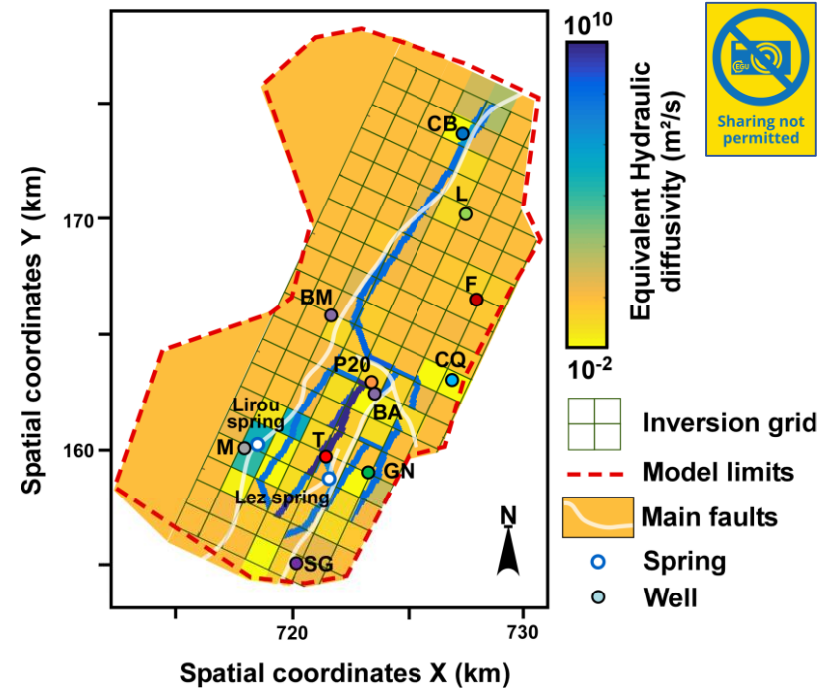 10¹⁰
EGU
Sharing not
permitted
Equivalent Hydraulic
diffusivity (m²/s)
10⁻²
Spatial coordinates Y (km)
170
160
CB
L
F
BM
P20
CQ
BA
Lirou
spring
M
T
GN
Lez spring
SG
N
720
730
Spatial coordinates X (km)
Inversion grid
Model limits
Main faults
Spring
Well